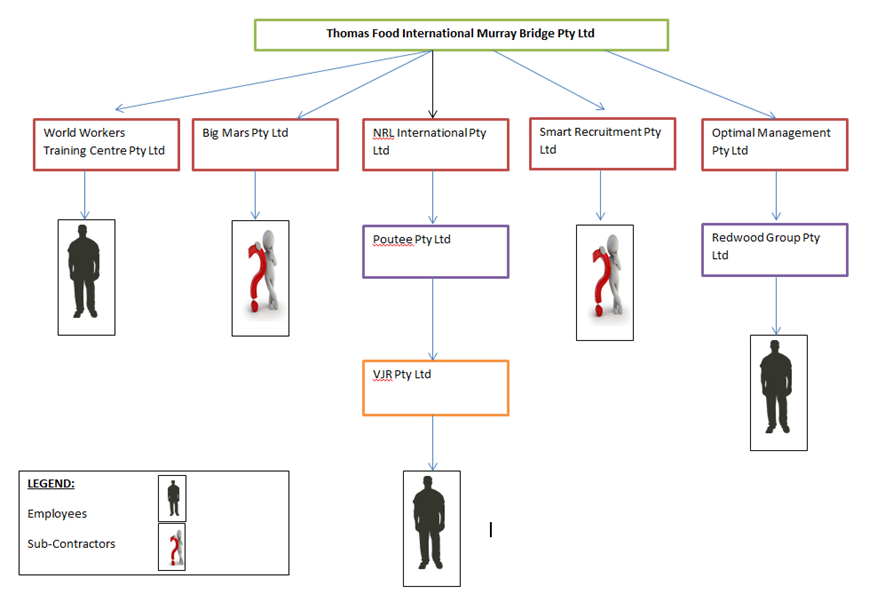 Thomas Food International Murray Bridge Pty Ltd
World Workers
Training Centre Pty Ltd
Big Mars Pty Ltd
NRL International Pty
Ltd
Smart Recruitment Pty
Ltd
Optimal Management
Pty Ltd
Poutee Pty Ltd
Redwood Group Pty
Ltd
VJR Pty Ltd
LEGEND:
Employees
Sub-Contractors